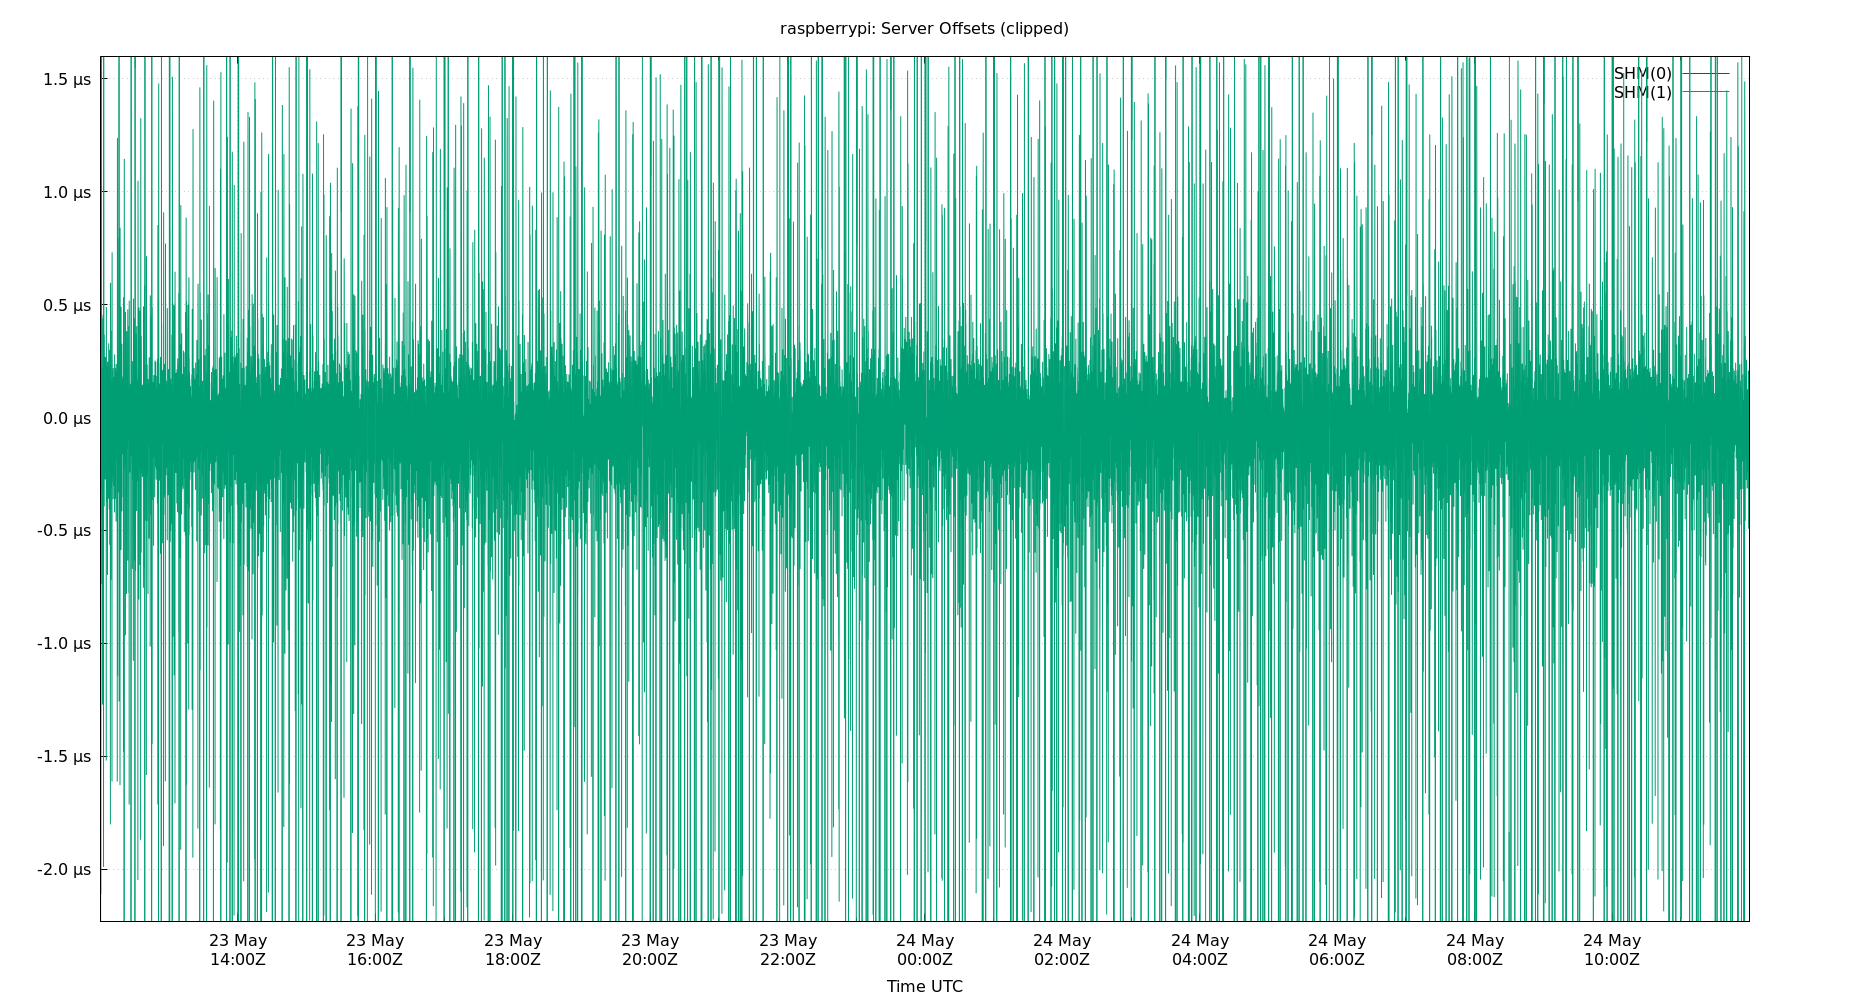 raspberrypi: Server Offsets (clipped)
SHM(0)
SHM(1)
1.5 µs
1.0 µs
0.5 µs
0.0 µs
-0.5 µs
-1.0 µs
-1.5 µs
-2.0 µs
23 May 23 May 23 May 23 May 23 May 24 May 24 May 24 May 24 May 24 May 24 May
14:00Z 16:00Z 18:00Z 20:00Z 22:00Z 00:00Z 02:00Z 04:00Z 06:00Z 08:00Z 10:00Z
Time UTC